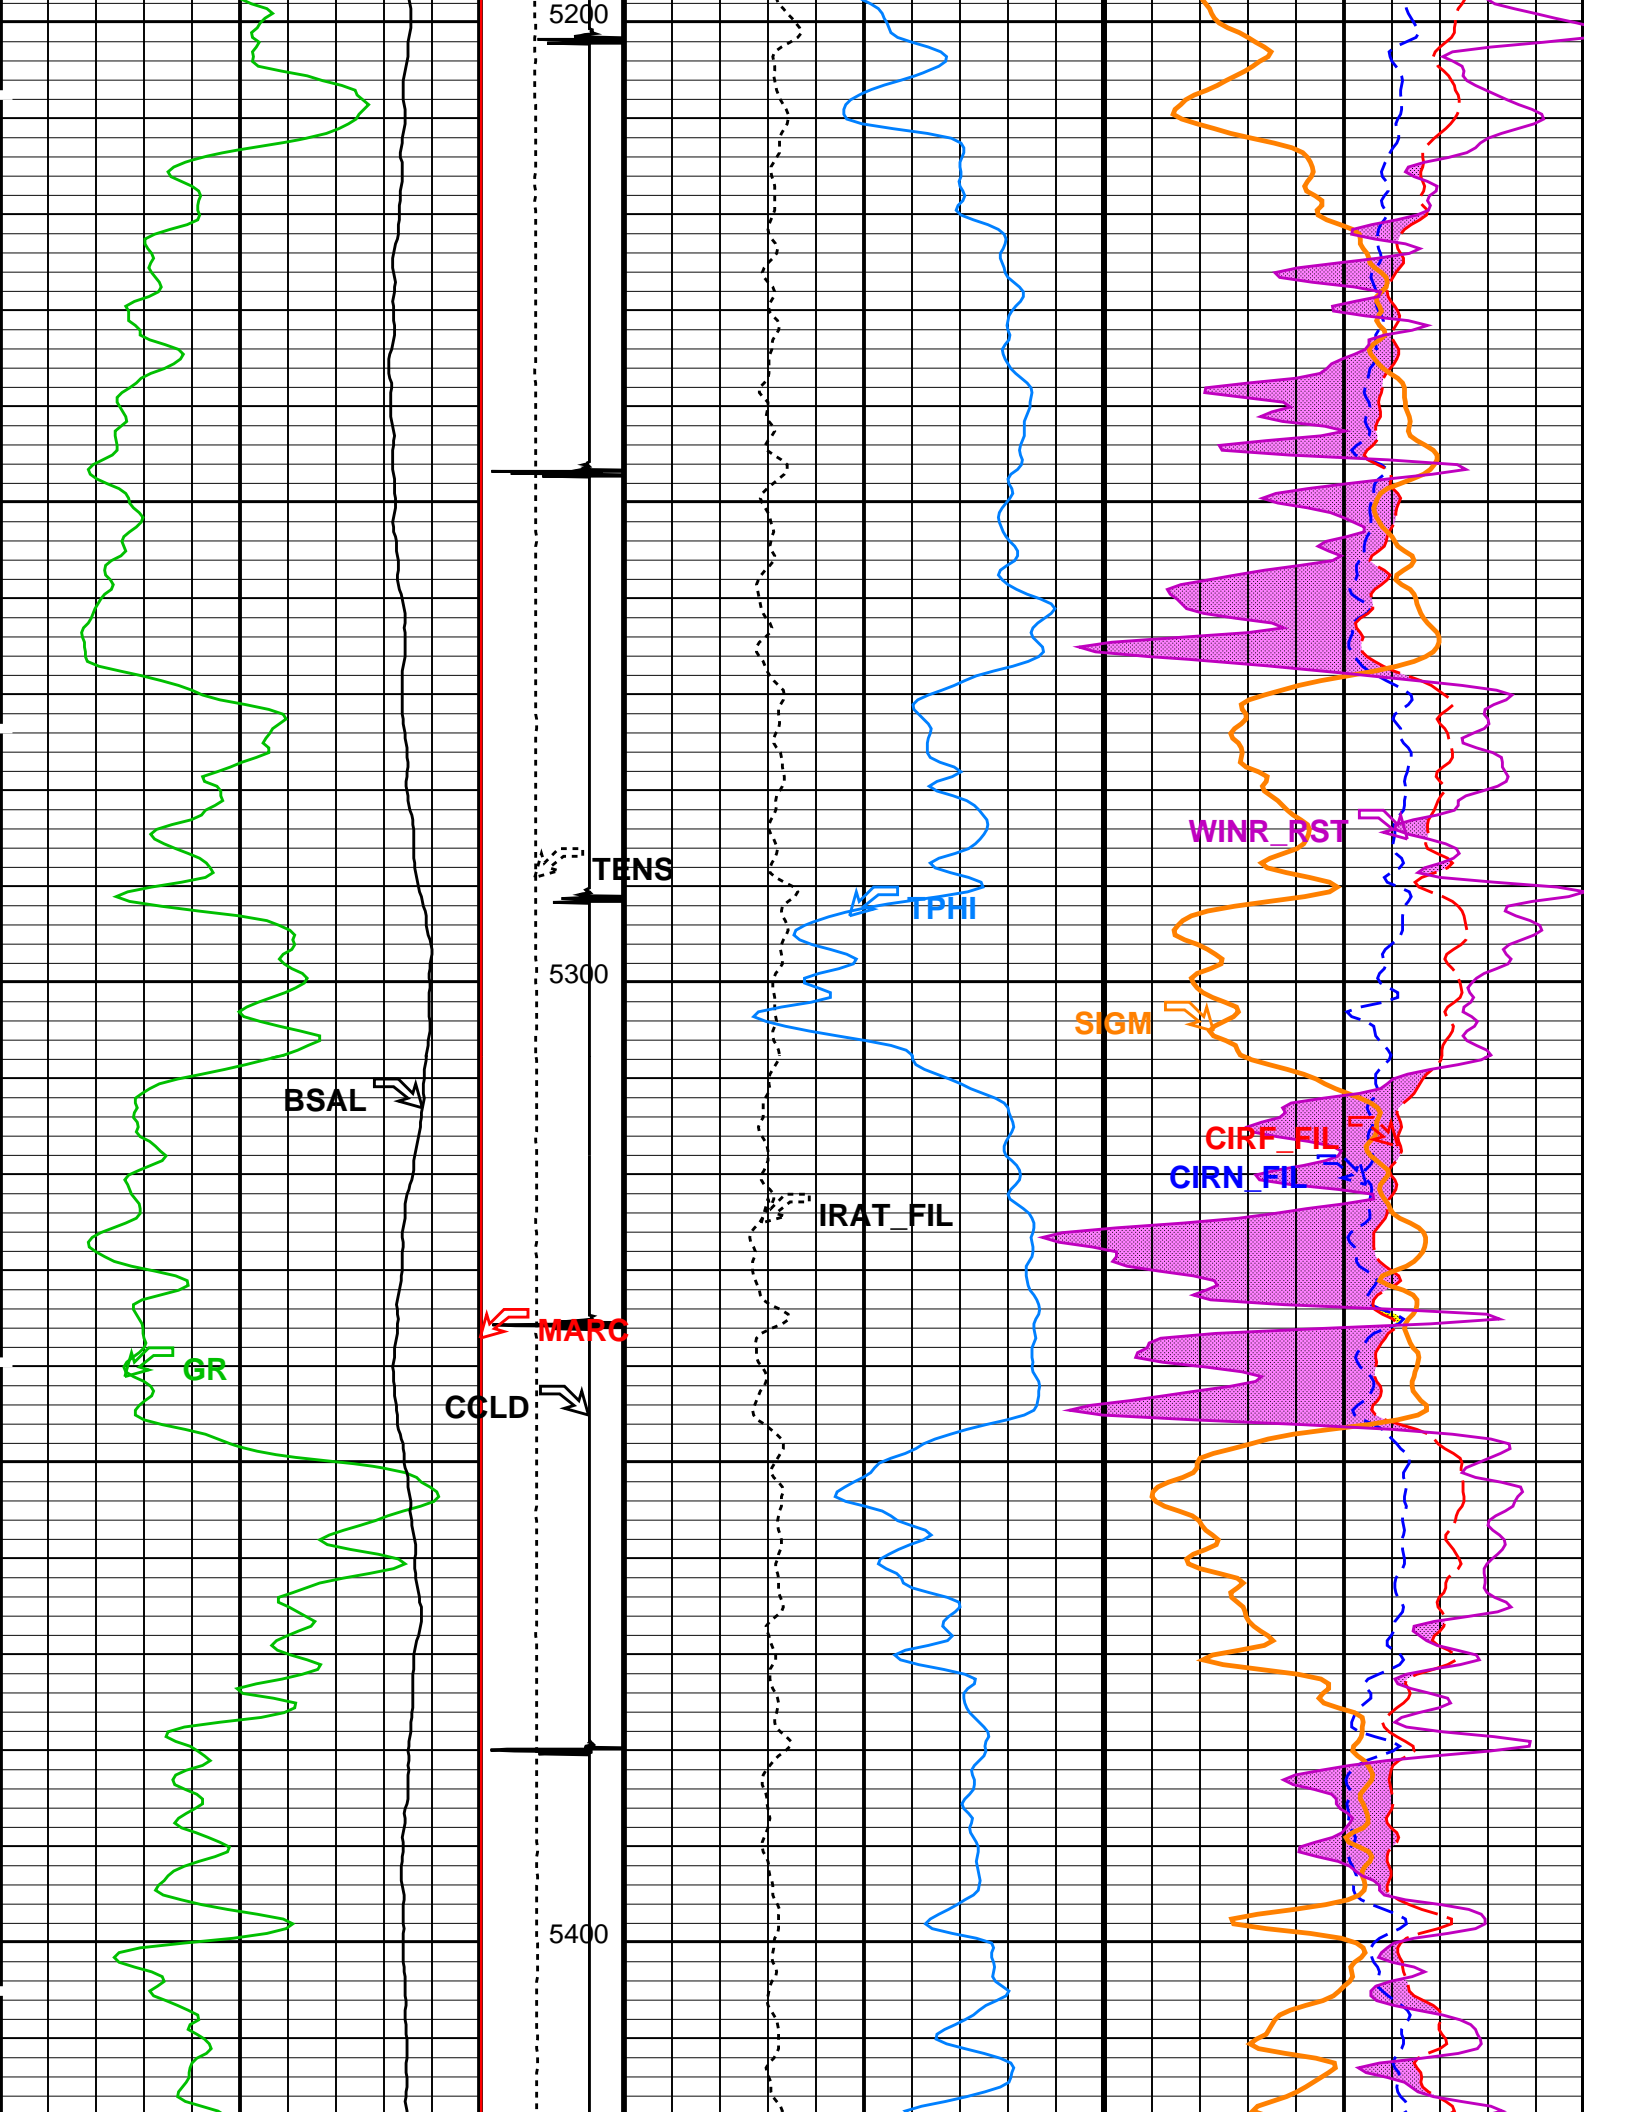 5200
WINR_RST
TENS
TPHI
5300
SIGM
BSAL
CIRF_FIL
CIRN_FIL
IRAT_FIL
MARC
GR
CCLD
5400